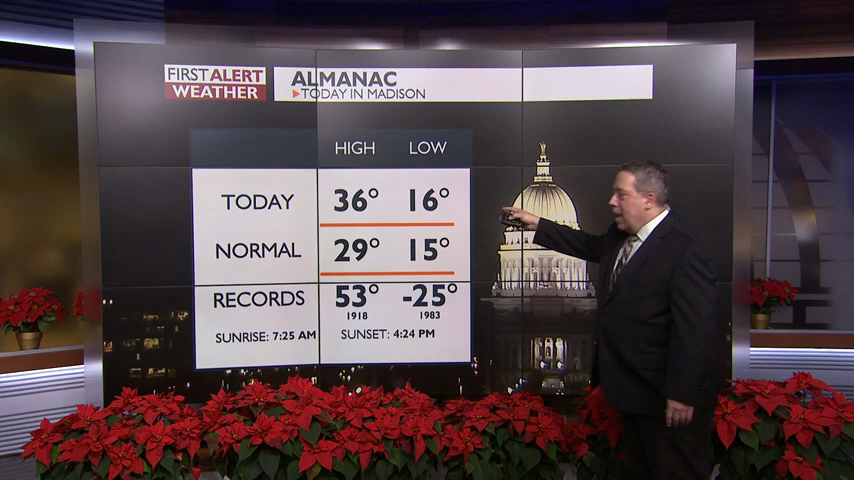 FIRST ALERT
WEATHER
ALMANAC
TODAY IN MADISON
HIGH LOW
TODAY 36° 16°
NORMAL 29° 15°
RECORDS 53° -25°
1918 1983
SUNRISE: 7:25 AM SUNSET: 4:24 PM